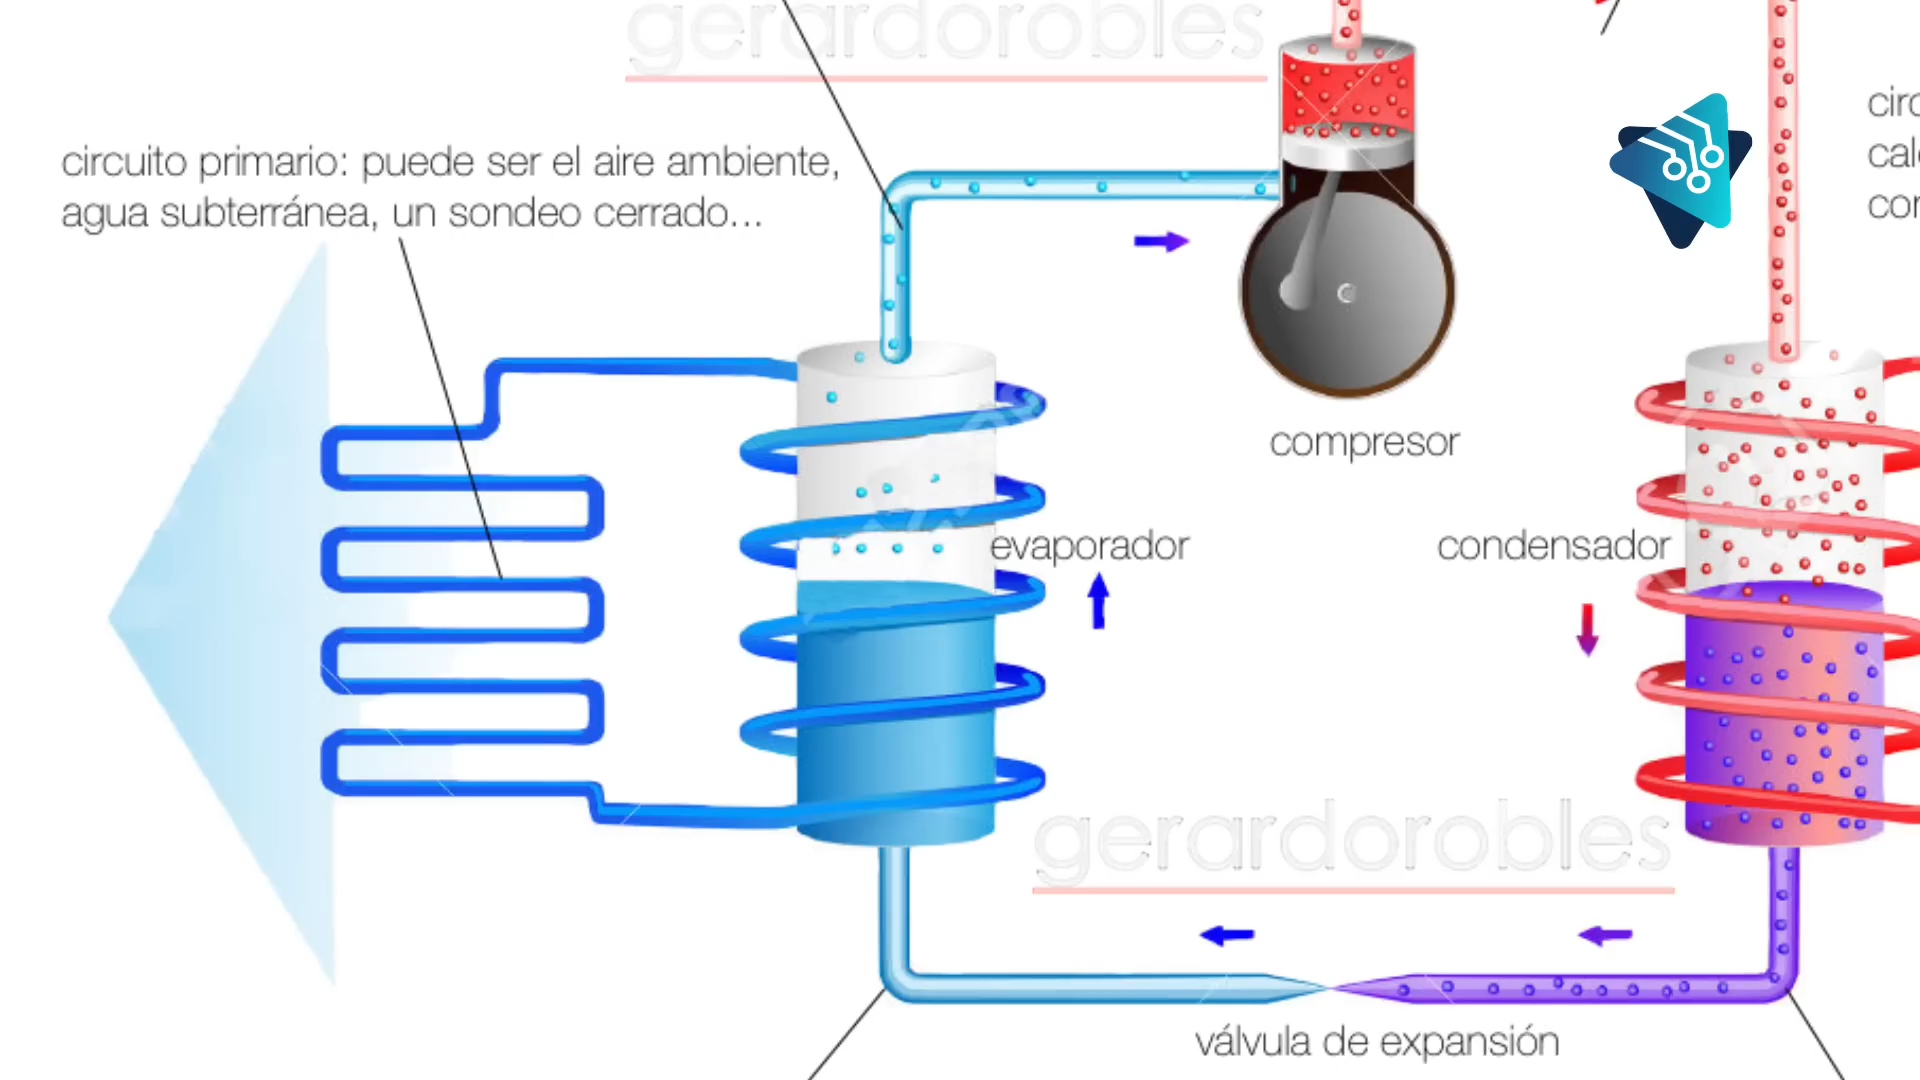 gerardorobles
circuito primario: puede ser el aire ambiente,
agua subterránea, un sondeo cerrado...
compresor
evaporador
condensador
gerardorobles
válvula de expansión